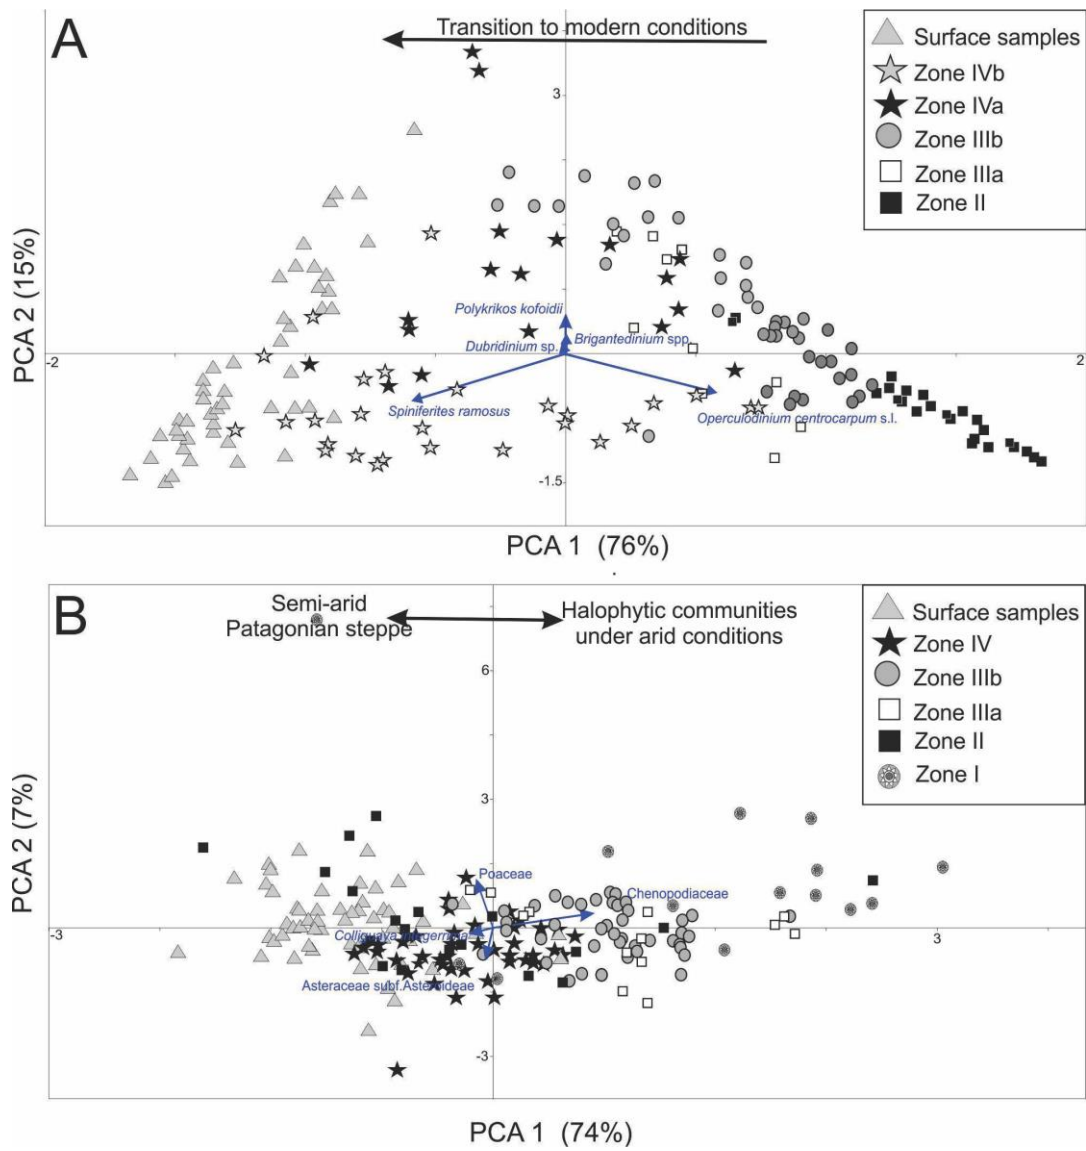 A
Transition to modern conditions
Surface samples
Zone IVb
Zone IVa
Zone IIIb
Zone IIIa
Zone II
3
-2
2
-1.5
PCA 2 (15%)
Polykrikos kofoidii
Brigantedinium spp.
Dubridinium sp.
Spiniferites ramosus
Operculodinium centrocarpum s.l.
PCA 1 (76%)
B
Semi-arid
Patagonian steppe
Halophytic communities
under arid conditions
Surface samples
Zone IV
Zone IIIb
Zone IIIa
Zone II
Zone I
6
3
-3
3
-3
PCA 2 (7%)
Poaceae
Chenopodiaceae
Asteraceae subf.Asteroideae
PCA 1 (74%)